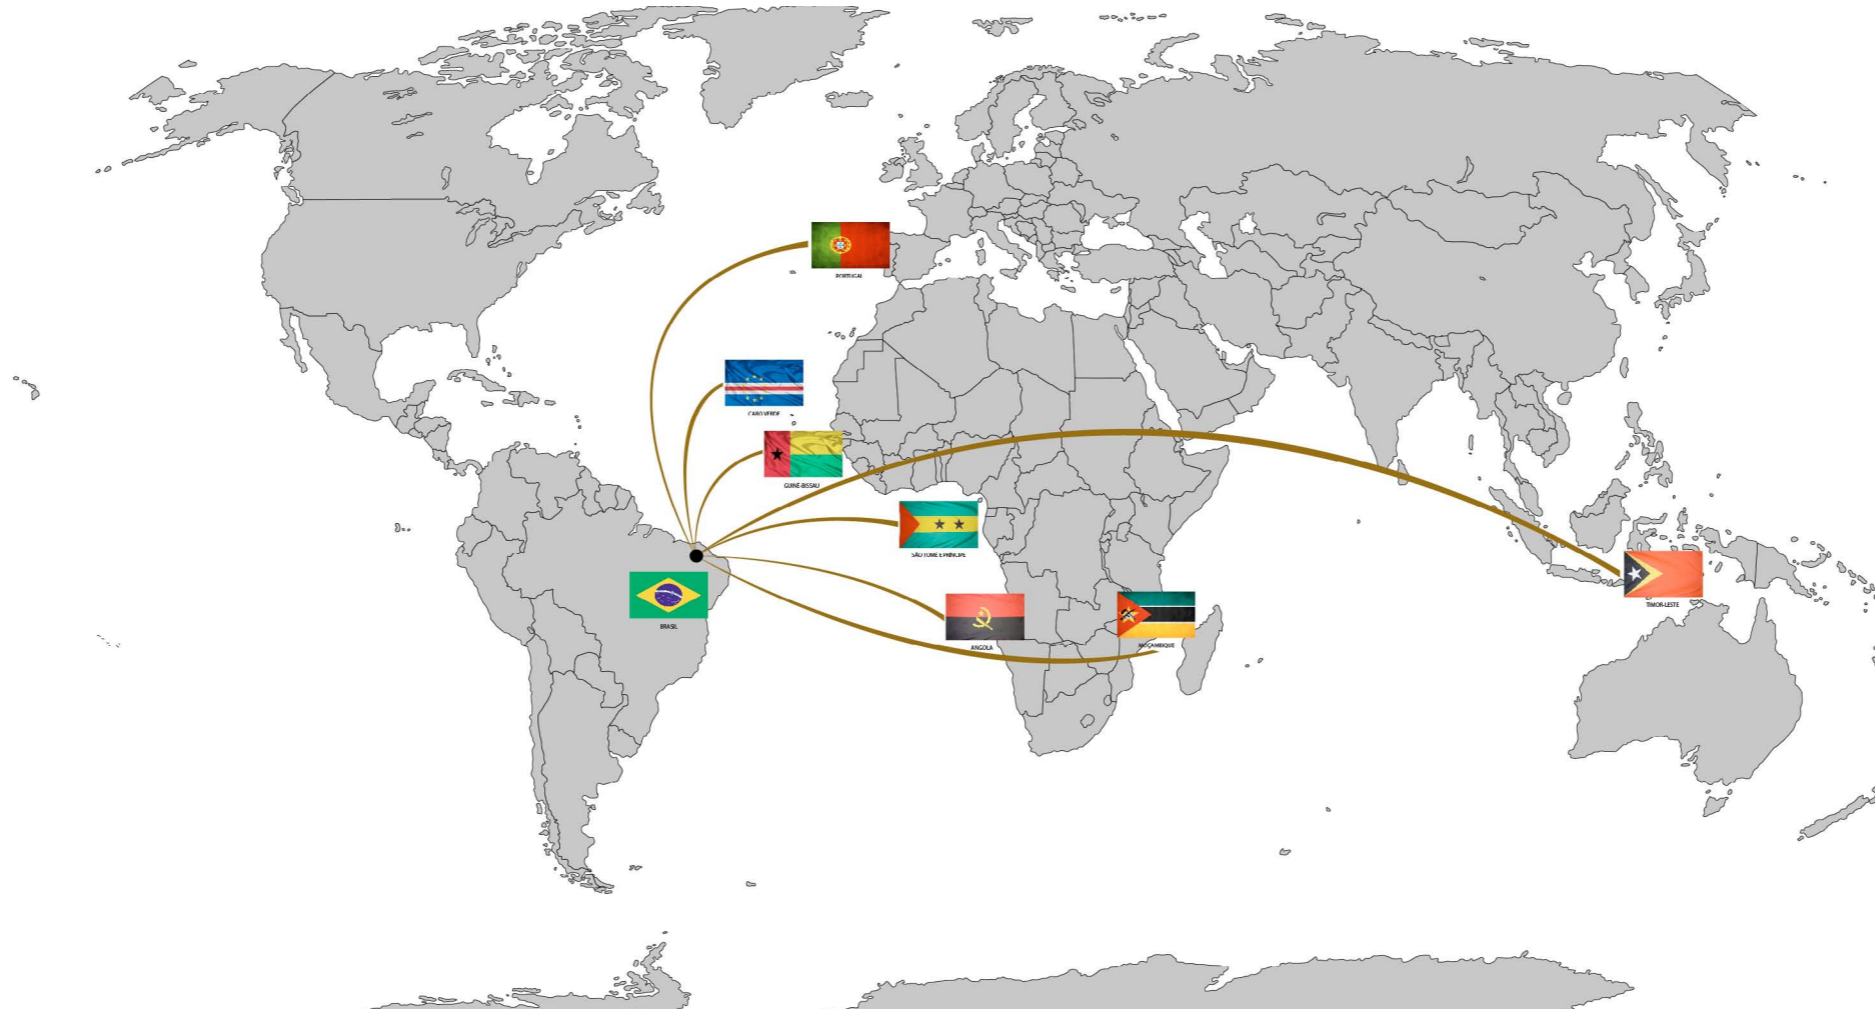 PORTUGAL
CABO VERDE
GUINÉ-BISSAU
SÃO TOMÉ E PRÍNCIPE
BRASIL
ANGOLA
MOÇAMBIQUE
TIMOR-LESTE